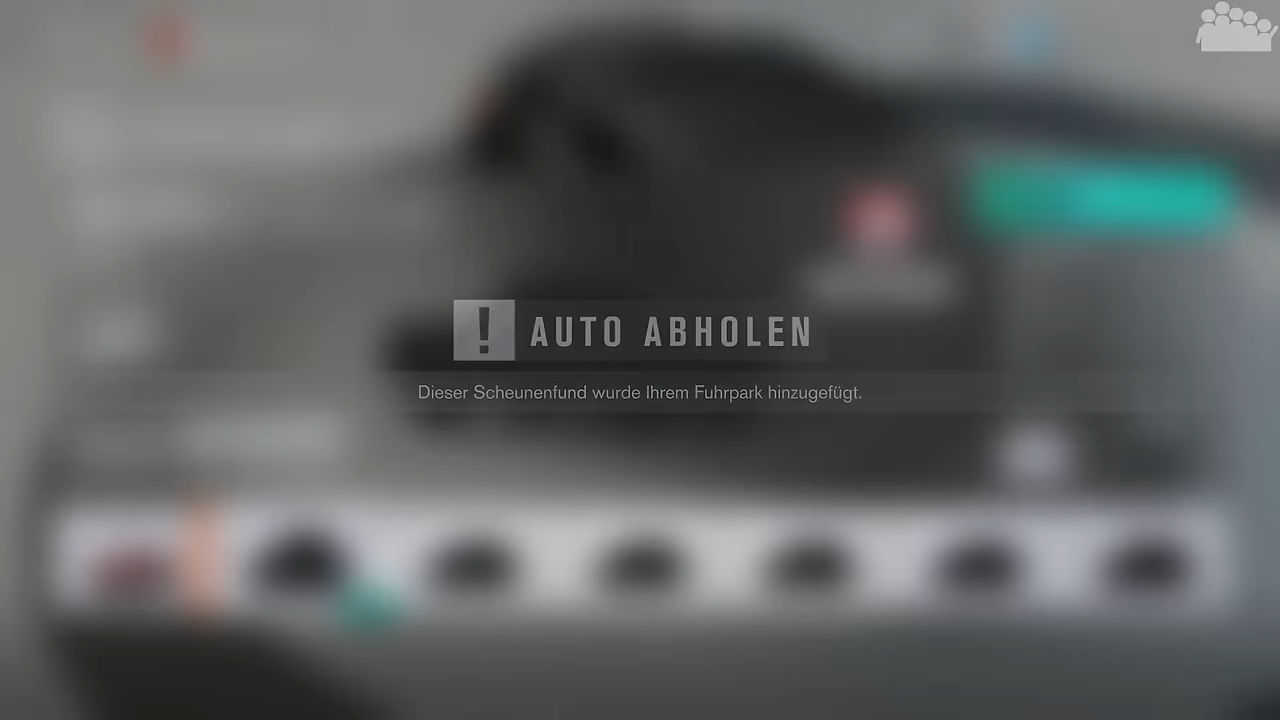 ! AUTO ABHOLEN
Dieser Scheunenfund wurde Ihrem Fuhrpark hinzugefügt.